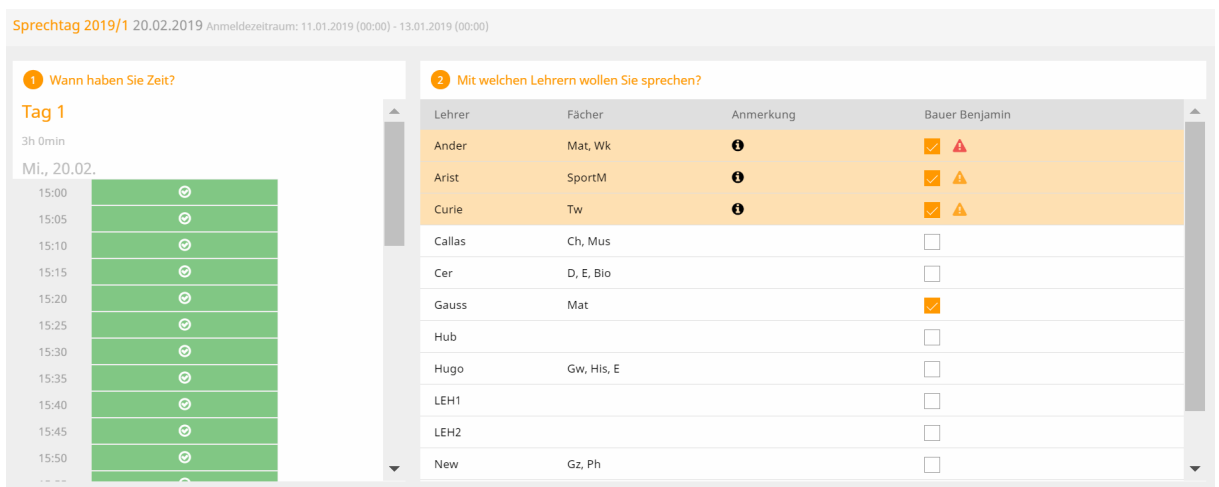 Sprechtag 2019/1 20.02.2019 Anmeldezeitraum: 11.01.2019 (00:00) - 13.01.2019 (00:00)
1 Wann haben Sie Zeit?
Tag 1
3h 0min
Mi., 20.02.
15:00
15:05
15:10
15:15
15:20
15:25
15:30
15:35
15:40
15:45
15:50
2 Mit welchen Lehrern wollen Sie sprechen?
Lehrer Fächer Anmerkung Bauer Benjamin
Ander Mat, Wk
Arist SportM
Curie Tw
Callas Ch, Mus
Cer D, E, Bio
Gauss Mat
Hub
Hugo Gw, His, E
LEH1
LEH2
New Gz, Ph